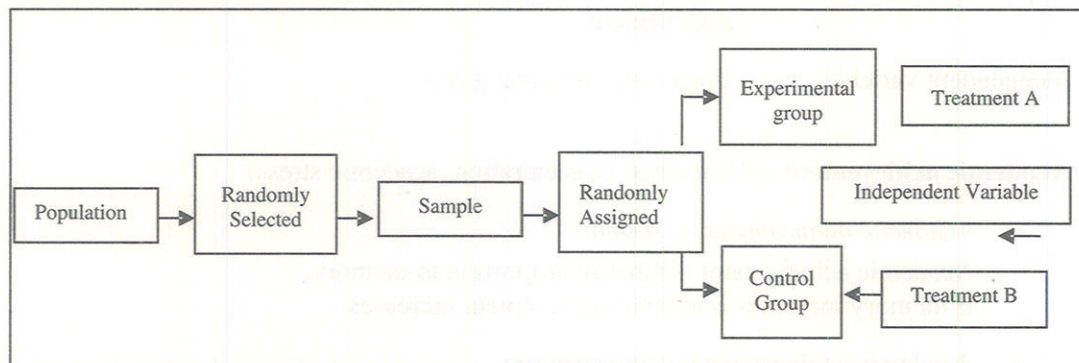 Population
Randomly
Selected
Sample
Randomly
Assigned
Experimental
group
Treatment A
Independent Variable
Control
Group
Treatment B